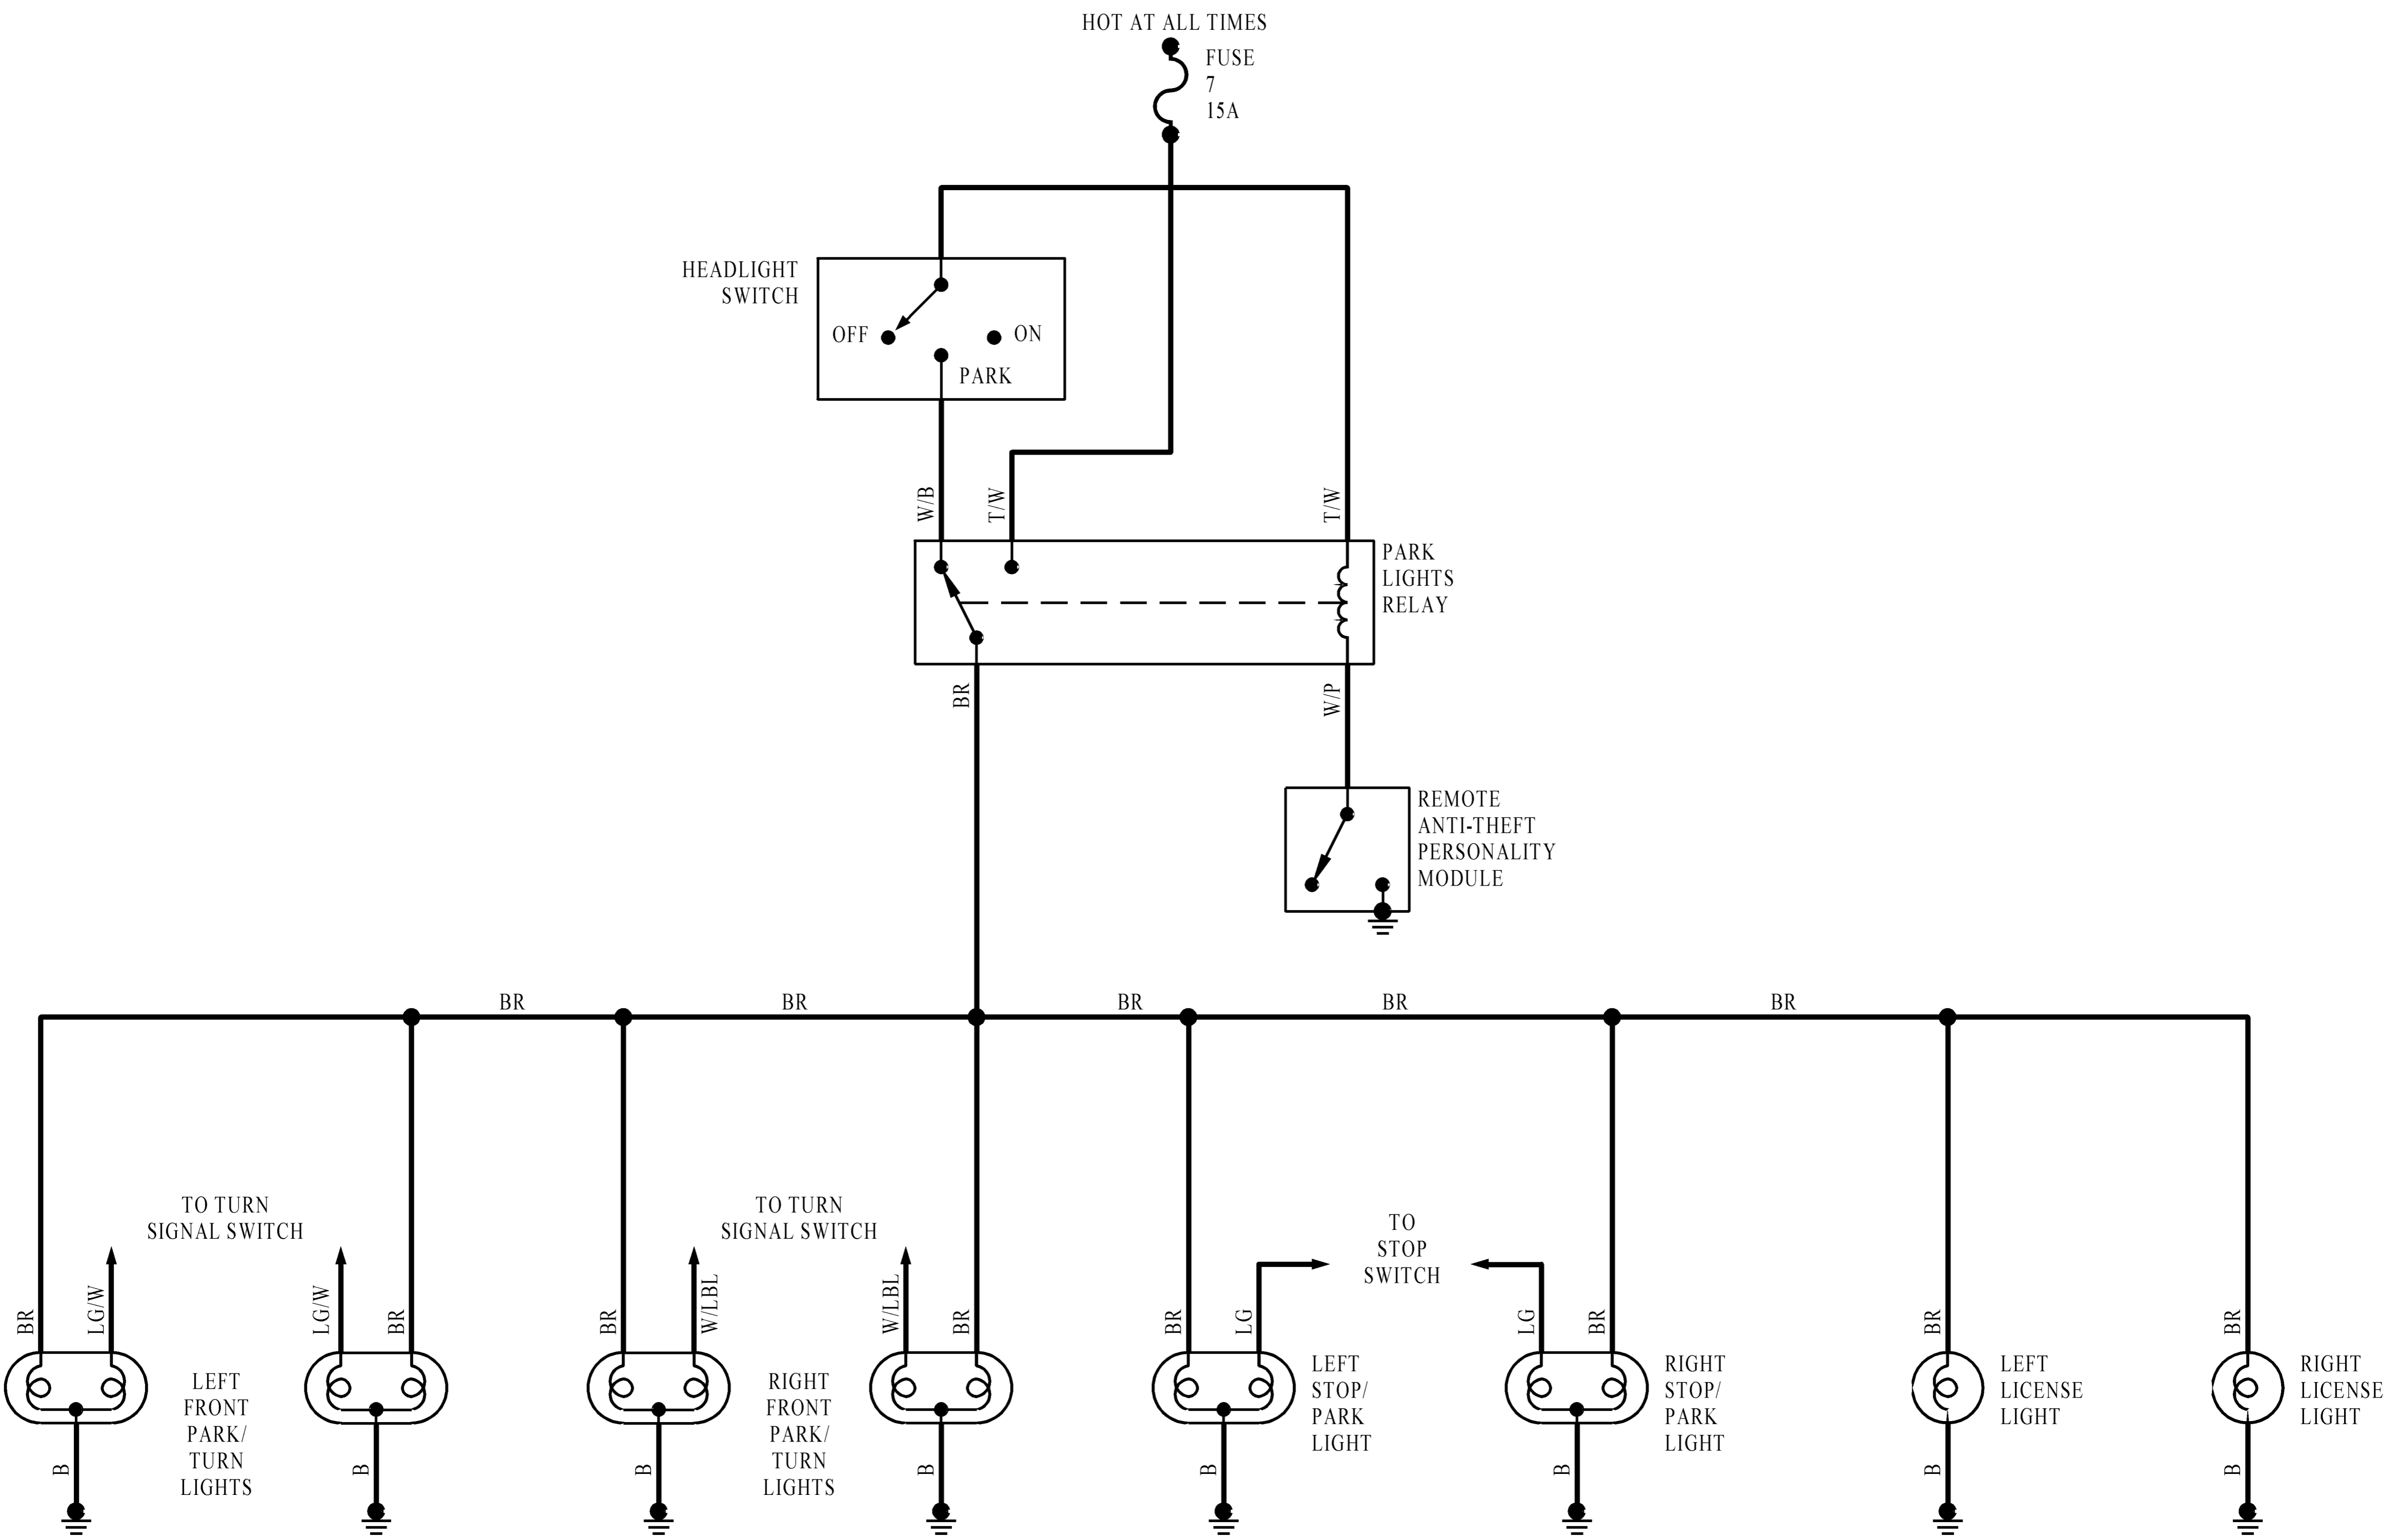 HOT AT ALL TIMES
FUSE
7
15A
HEADLIGHT
SWITCH
OFF
ON
PARK
W/B
T/W
T/W
PARK
LIGHTS
RELAY
BR
W/P
REMOTE
ANTI-THEFT
PERSONALITY
MODULE
BR
BR
BR
BR
BR
TO TURN
SIGNAL SWITCH
TO TURN
SIGNAL SWITCH
TO
STOP
SWITCH
BR
LG/W
LG/W
BR
BR
W/LBL
W/LBL
BR
BR
LG
LG
BR
BR
BR
LEFT
FRONT
PARK/
TURN
LIGHTS
RIGHT
FRONT
PARK/
TURN
LIGHTS
LEFT
STOP/
PARK
LIGHT
RIGHT
STOP/
PARK
LIGHT
LEFT
LICENSE
LIGHT
RIGHT
LICENSE
LIGHT
B
B
B
B
B
B
B
B